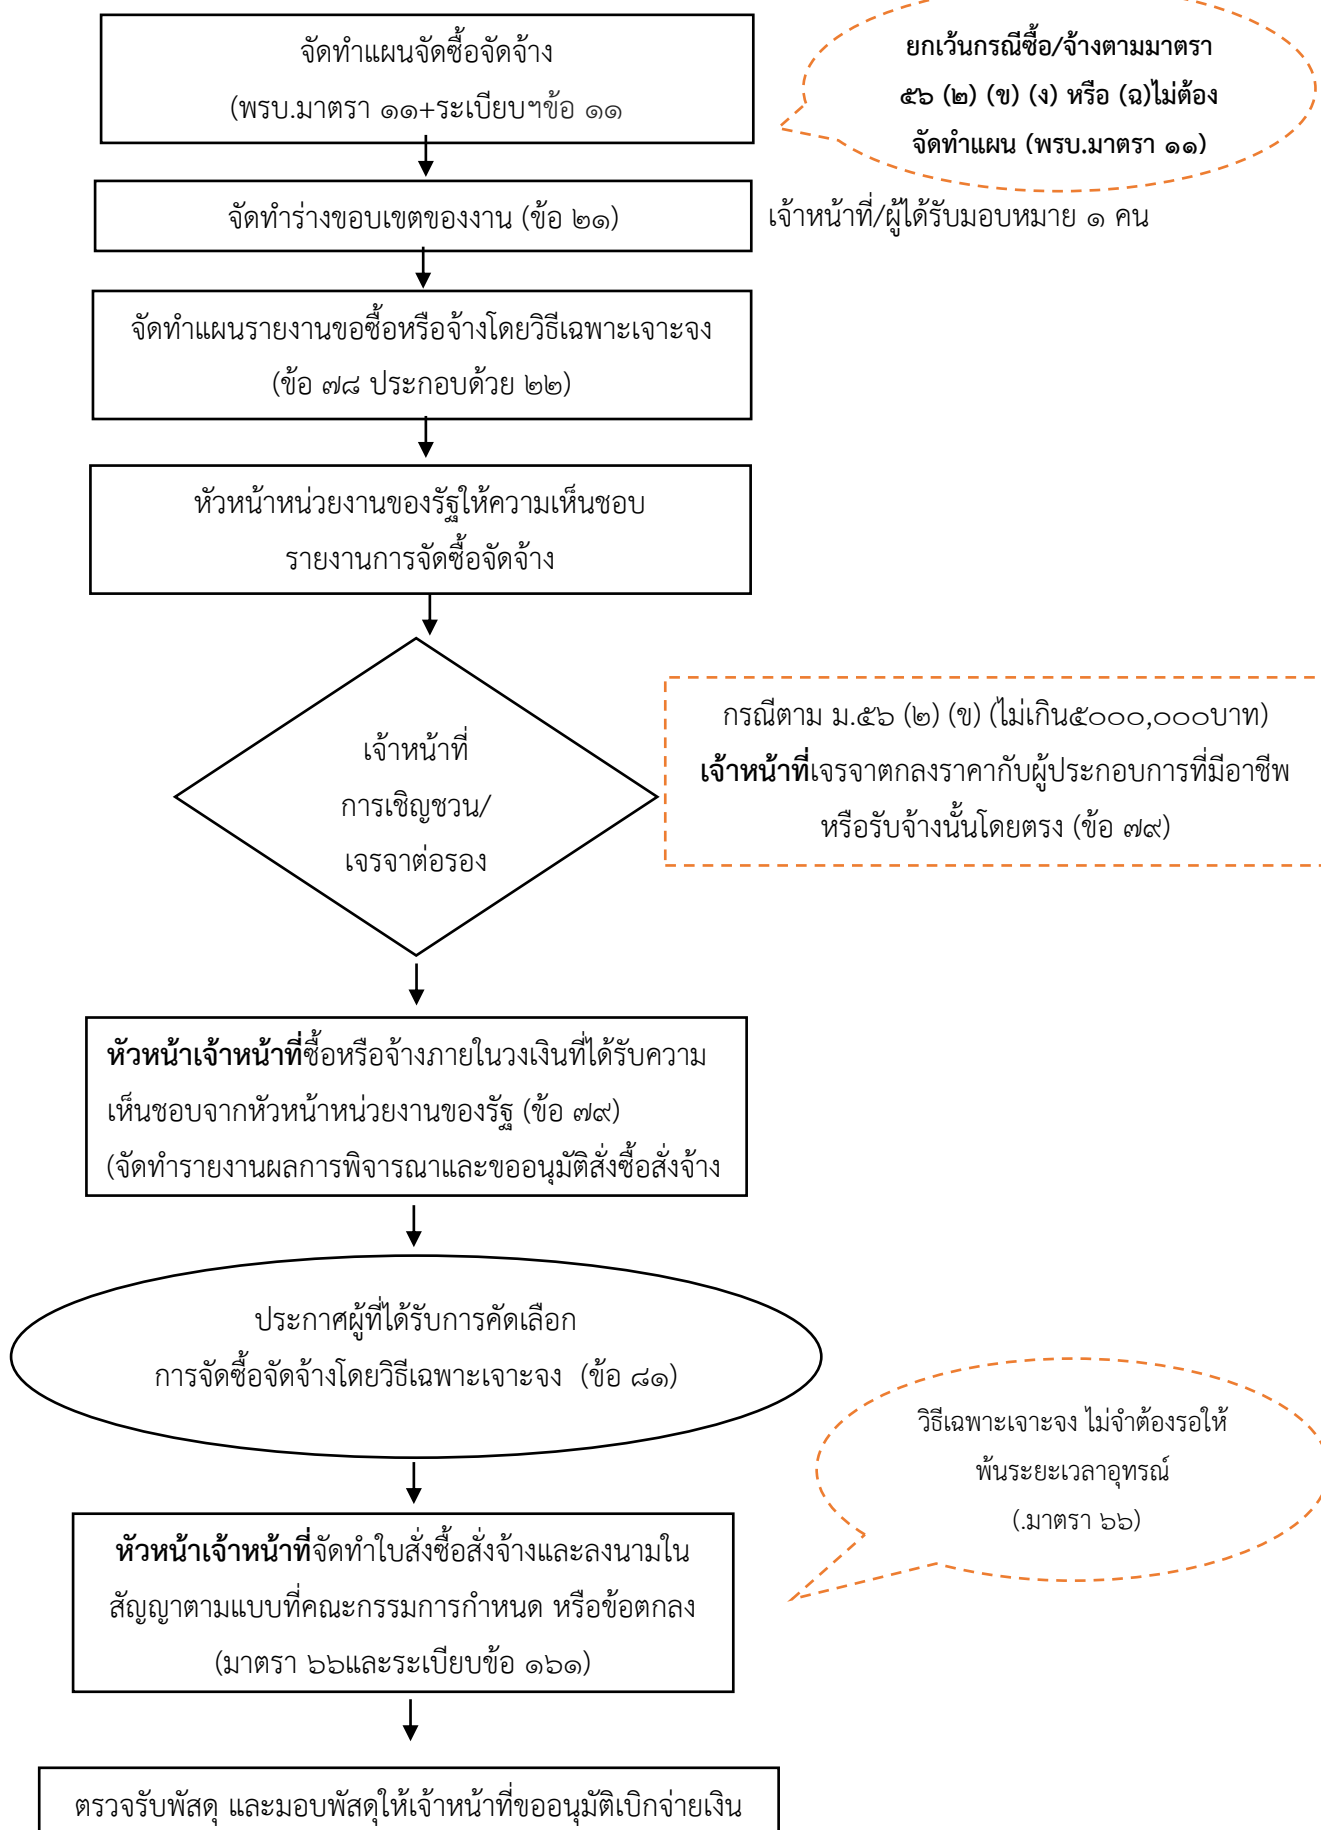 จัดทำแผนจัดซื้อจัดจ้าง
(พรบ.มาตรา ๑๑+ระเบียบฯข้อ ๑๑
ยกเว้นกรณีซื้อ/จ้างตามมาตรา
๕๖ (๒) (ข) (ง) หรือ (ฉ)ไม่ต้อง
จัดทำแผน (พรบ.มาตรา ๑๑)
จัดทำร่างขอบเขตของงาน (ข้อ ๒๑)
เจ้าหน้าที่/ผู้ได้รับมอบหมาย ๑ คน
จัดทำแผนรายงานขอซื้อหรือจ้างโดยวิธีเฉพาะเจาะจง
(ข้อ ๗๘ ประกอบด้วย ๒๒)
หัวหน้าหน่วยงานของรัฐให้ความเห็นชอบ
รายงานการจัดซื้อจัดจ้าง
เจ้าหน้าที่
การเชิญชวน/
เจรจาต่อรอง
กรณีตาม ม.๕๖ (๒) (ข) (ไม่เกิน๕๐๐๐,๐๐๐บาท)
เจ้าหน้าที่เจรจาตกลงราคากับผู้ประกอบการที่มีอาชีพ
หรือรับจ้างนั้นโดยตรง (ข้อ ๗๙)
หัวหน้าเจ้าหน้าที่ซื้อหรือจ้างภายในวงเงินที่ได้รับความ
เห็นชอบจากหัวหน้าหน่วยงานของรัฐ (ข้อ ๗๙)
(จัดทำรายงานผลการพิจารณาและขออนุมัติสั่งซื้อสั่งจ้าง
ประกาศผู้ที่ได้รับการคัดเลือก
การจัดซื้อจัดจ้างโดยวิธีเฉพาะเจาะจง (ข้อ ๘๑)
วิธีเฉพาะเจาะจง ไม่จำต้องรอให้
พ้นระยะเวลาอุทรณ์
(.มาตรา ๖๖)
หัวหน้าเจ้าหน้าที่จัดทำใบสั่งซื้อสั่งจ้างและลงนามใน
สัญญาตามแบบที่คณะกรรมการกำหนด หรือข้อตกลง
(มาตรา ๖๖และระเบียบข้อ ๑๖๑)
ตรวจรับพัสดุ และมอบพัสดุให้เจ้าหน้าที่ขออนุมัติเบิกจ่ายเงิน